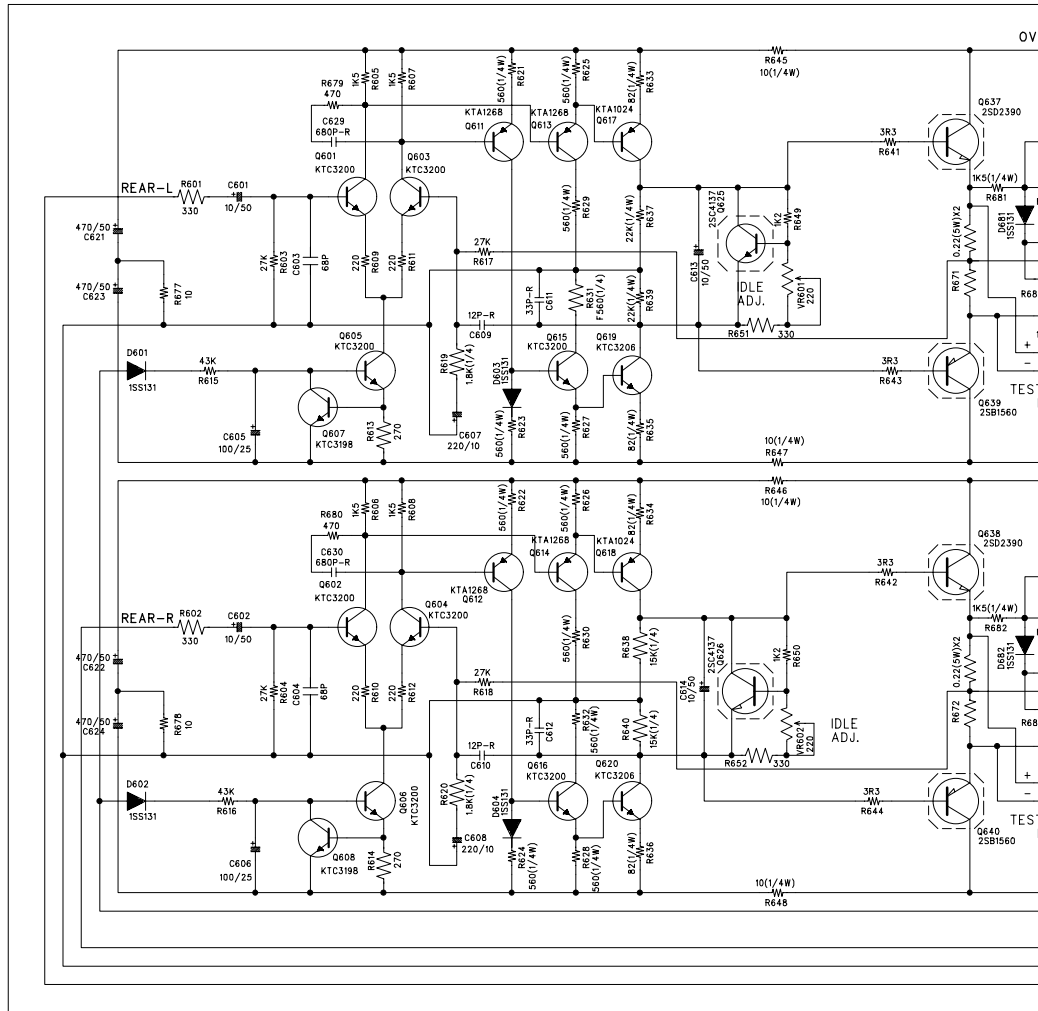 OV
R645
10(1/4W)
R679
470
1K5
R605
1K5
R607
560(1/4W)
R621
560(1/4W)
R625
82(1/4W)
R633
C629
680P-R
KTA1268
Q611
KTA1268
Q613
KTA1024
Q617
Q637
2SD2390
3R3
R641
Q601
KTC3200
Q603
KTC3200
REAR-L
R601
330
C601
10/50
1K5(1/4W)
R681
D681
1SS131
470/50
C621
27K
R603
C603
68P
220
R609
220
R611
27K
R617
560(1/4W)
R629
22K(1/4W)
R637
2SC4137
Q625
1K2
R649
C613
10/50
0.22(5W)X2
R671
470/50
C623
R677
10
33P-R
C611
R631
F560(1/4)
22K(1/4W)
R639
IDLE
ADJ.
VR601
220
R68
12P-R
C609
R651
330
Q605
KTC3200
Q615
KTC3200
Q619
KTC3206
D601
1SS131
43K
R615
R619
1.8K(1/4)
D603
1SS131
3R3
R643
+
-
TES
Q639
2SB1560
C605
100/25
Q607
KTC3198
R613
270
C607
220/10
560(1/4W)
R623
560(1/4W)
R627
82(1/4W)
R635
10(1/4W)
R647
R646
10(1/4W)
R680
470
1K5
R606
1K5
R608
560(1/4W)
R622
560(1/4W)
R626
82(1/4W)
R634
C630
680P-R
KTA1268
Q614
KTA1024
Q618
Q638
2SD2390
3R3
R642
Q602
KTC3200
Q604
KTC3200
KTA1268
Q612
REAR-R
R602
330
C602
10/50
1K5(1/4W)
R682
D682
1SS131
470/50
C622
27K
R604
C604
68P
220
R610
220
R612
27K
R618
560(1/4W)
R630
R638
15K(1/4)
2SC4137
Q626
1K2
R650
C614
10/50
0.22(5W)X2
R672
470/50
C624
R678
10
33P-R
C612
R632
560(1/4W)
R640
15K(1/4)
VR602
220
IDLE
ADJ.
R68
12P-R
C610
R652
330
Q606
KTC3200
Q616
KTC3200
Q620
KTC3206
D602
1SS131
43K
R616
R620
1.8K(1/4)
D604
1SS131
3R3
R644
+
-
TES
Q640
2SB1560
C606
100/25
Q608
KTC3198
R614
270
C608
220/10
R624
560(1/4W)
R628
560(1/4W)
82(1/4W)
R636
10(1/4W)
R648